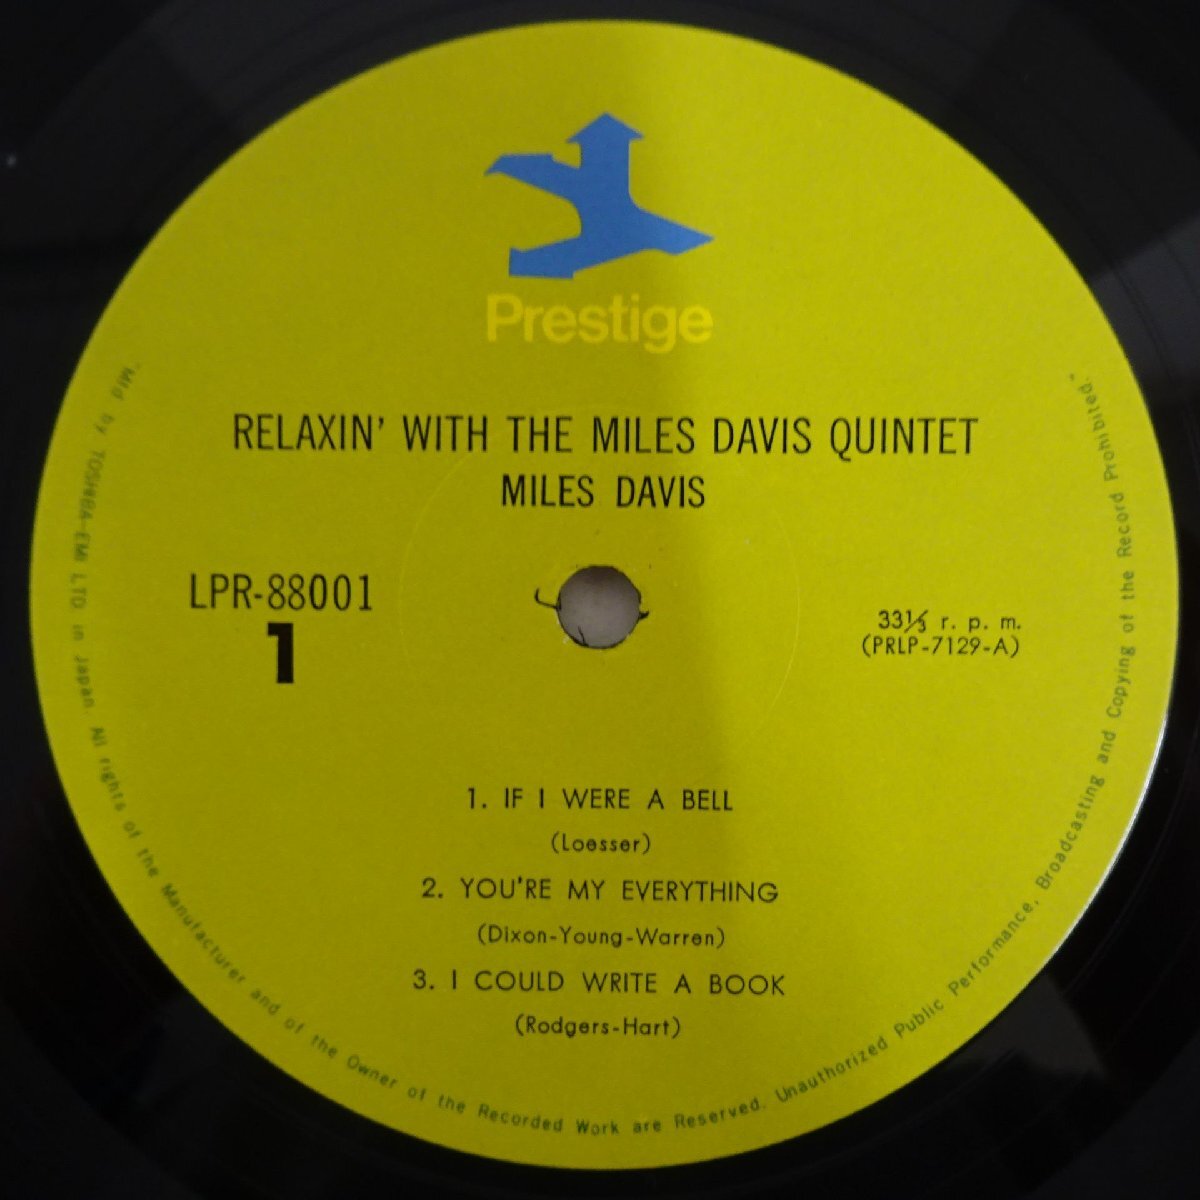 Prestige
RELAXIN' WITH THE MILES DAVIS QUINTET
MILES DAVIS
LPR-88001
1
33⅓ r. p. m.
(PRLP-7129-A)
1. IF I WERE A BELL
(Loesser)
2. YOU'RE MY EVERYTHING
(Dixon-Young-Warren)
3. I COULD WRITE A BOOK
(Rodgers-Hart)
"Mfd by TOSHIBA-EMI LTD in Japan. All rights of the Manufacturer and of the Owner of the Recorded Work are Reserved. Unauthorized Public Performance, Broadcasting and Copying of the Record Prohibited."